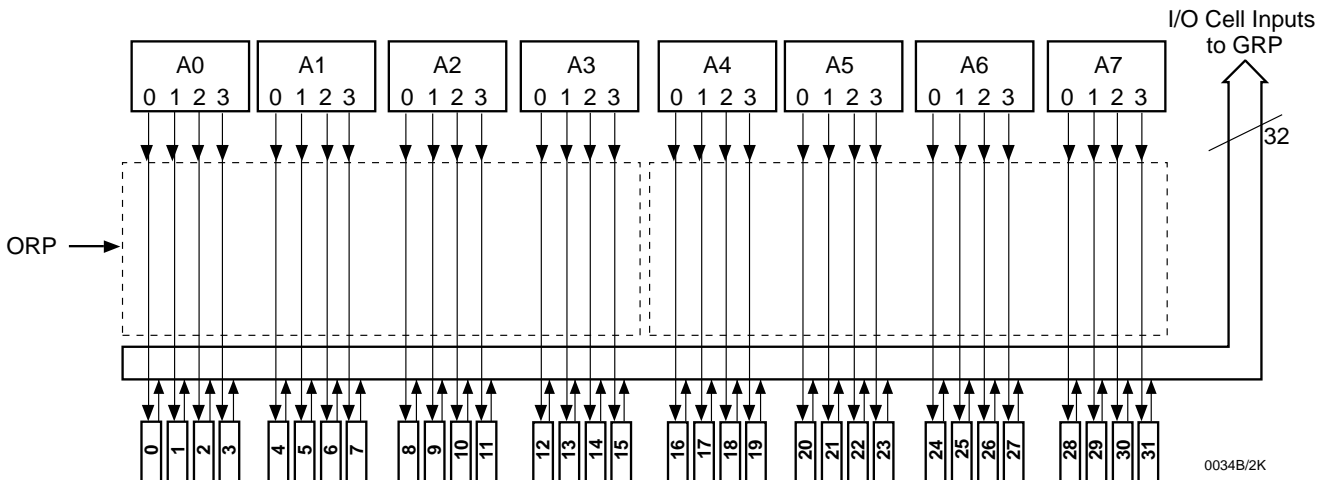 I/O Cell Inputs
to GRP
A0 A1 A2 A3 A4 A5 A6 A7
0 1 2 3 0 1 2 3 0 1 2 3 0 1 2 3 0 1 2 3 0 1 2 3 0 1 2 3 0 1 2 3
32
ORP
0 1 2 3 4 5 6 7 8 9 10 11 12 13 14 15 16 17 18 19 20 21 22 23 24 25 26 27 28 29 30 31
0034B/2K